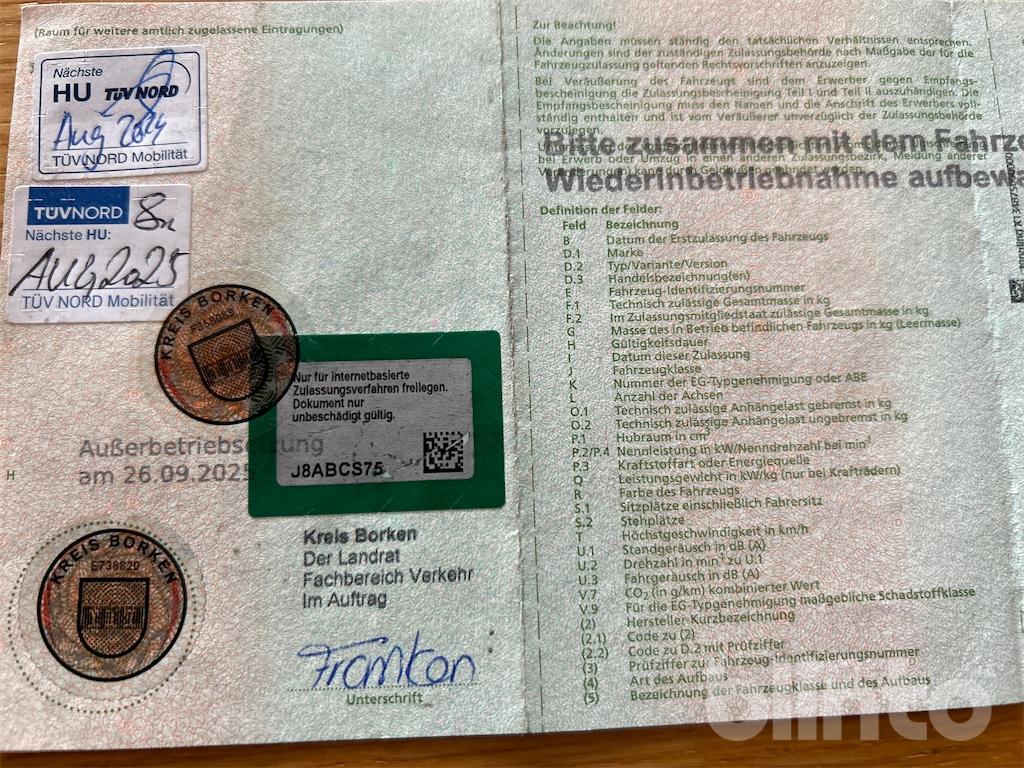 (Raum für weitere amtlich zugelassene Eintragungen)
Nächste
HU TÜV NORD
Aug
TÜV NORD Mobilität
TÜVNORD
Nächste HU:
AUG 2025
TÜV NORD Mobilität
KREIS BORKEN
Nur für internetbasierte
Zulassungsverfahren freilegen.
Dokument nur
unbeschädigt gültig.
J8ABCS75
Außerbetriebsetzung
am 26.09.2025
H
KREIS BORKEN
E738820
Kreis Borken
Der Landrat
Fachbereich Verkehr
Im Auftrag
Unterschrift
Zur Beachtung!
Die Angaben müssen ständig den tatsächlichen Verhältnissen entsprechen.
Änderungen sind der zuständigen Zulassungsbehörde nach Maßgabe der für die
Fahrzeugzulassung geltenden Rechtsvorschriften anzuzeigen.
Bei Veräußerung des Fahrzeugs sind dem Erwerber gegen Empfangs-
bescheinigung die Zulassungsbescheinigung Teil I und Teil II auszuhändigen. Die
Empfangsbescheinigung muss den Namen und die Anschrift des Erwerbers voll-
ständig enthalten und ist vom Veräußerer unverzüglich der Zulassungsbehörde
vorzulegen.
Bitte zusammen mit dem Fahrze
bei Erwerb oder Umzug in einen anderen Zulassungsbezirk, Meldung anderer
Wiederinbetriebnahme aufbewa
Definition der Felder:
Feld Bezeichnung
B Datum der Erstzulassung des Fahrzeugs
D.1 Marke
D.2 Typ/Variante/Version
D.3 Handelsbezeichnung(en)
E Fahrzeug-Identifizierungsnummer
F.1 Technisch zulässige Gesamtmasse in kg
F.2 Im Zulassungsmitgliedstaat zulässige Gesamtmasse in kg
G Masse des in Betrieb befindlichen Fahrzeugs in kg (Leermasse)
H Gültigkeitsdauer
I Datum dieser Zulassung
J Fahrzeugklasse
K Nummer der EG-Typgenehmigung oder ABE
L Anzahl der Achsen
O.1 Technisch zulässige Anhängelast gebremst in kg
O.2 Technisch zulässige Anhängelast ungebremst in kg
P.1 Hubraum in cm³
P.2/P.4 Nennleistung in kW/Nenndrehzahl bei min⁻¹
P.3 Kraftstoffart oder Energiequelle
Q Leistungsgewicht in kW/kg (nur bei Krafträdern)
R Farbe des Fahrzeugs
S.1 Sitzplätze einschließlich Fahrersitz
S.2 Stehplätze
T Höchstgeschwindigkeit in km/h
U.1 Standgeräusch in dB (A)
U.2 Drehzahl in min⁻¹ zu U.1
U.3 Fahrgeräusch in dB (A)
V.7 CO₂ (in g/km) kombinierter Wert
V.9 Für die EG-Typgenehmigung maßgebliche Schadstoffklasse
(2) Hersteller-Kurzbezeichnung
(2.1) Code zu (2)
(2.2) Code zu D.2 mit Prüfziffer
(3) Prüfziffer zur Fahrzeug-Identifizierungsnummer
(4) Art des Aufbaus
(5) Bezeichnung der Fahrzeugklasse und des Aufbaus
olinto